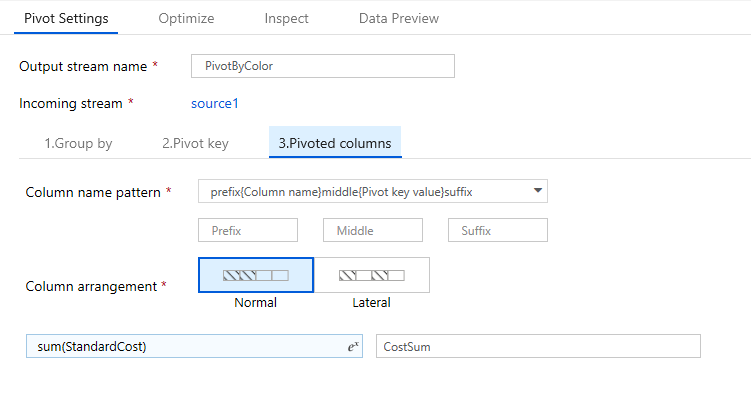 Pivot Settings Optimize Inspect Data Preview
Output stream name * PivotByColor
Incoming stream * source1
1.Group by 2.Pivot key 3.Pivoted columns
Column name pattern * prefix{Column name}middle{Pivot key value}suffix
Prefix Middle Suffix
Column arrangement *
Normal Lateral
sum(StandardCost) eˣ CostSum